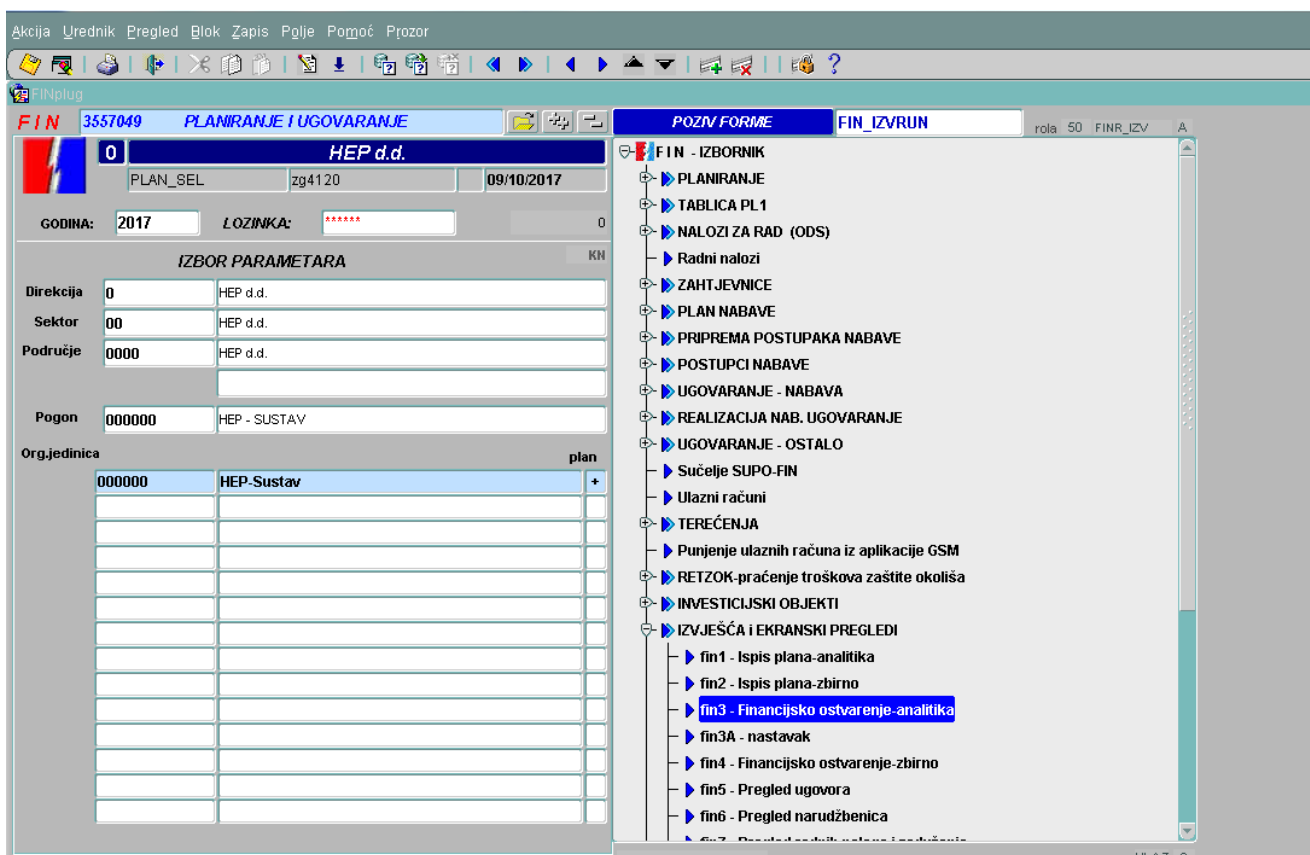 Akcija Urednik Pregled Blok Zapis Polje Pomoć Prozor
FINplug
FIN 3557049 PLANIRANJE I UGOVARANJE POZIV FORME FIN_IZVRUN rola 50 FINR_IZV A
0 HEP d.d.
PLAN_SEL zg4120 09/10/2017
GODINA: 2017 LOZINKA: ****** 0
IZBOR PARAMETARA KN
Direkcija 0 HEP d.d.
Sektor 00 HEP d.d.
Područje 0000 HEP d.d.
Pogon 000000 HEP - SUSTAV
Org.jedinica plan
000000 HEP-Sustav +
F I N - IZBORNIK
PLANIRANJE
TABLICA PL1
NALOZI ZA RAD (ODS)
Radni nalozi
ZAHTJEVNICE
PLAN NABAVE
PRIPREMA POSTUPAKA NABAVE
POSTUPCI NABAVE
UGOVARANJE - NABAVA
REALIZACIJA NAB. UGOVARANJE
UGOVARANJE - OSTALO
Sučelje SUPO-FIN
Ulazni računi
TEREĆENJA
Punjenje ulaznih računa iz aplikacije GSM
RETZOK-praćenje troškova zaštite okoliša
INVESTICIJSKI OBJEKTI
IZVJEŠĆA i EKRANSKI PREGLEDI
fin1 - Ispis plana-analitika
fin2 - Ispis plana-zbirno
fin3 - Financijsko ostvarenje-analitika
fin3A - nastavak
fin4 - Financijsko ostvarenje-zbirno
fin5 - Pregled ugovora
fin6 - Pregled narudžbenica